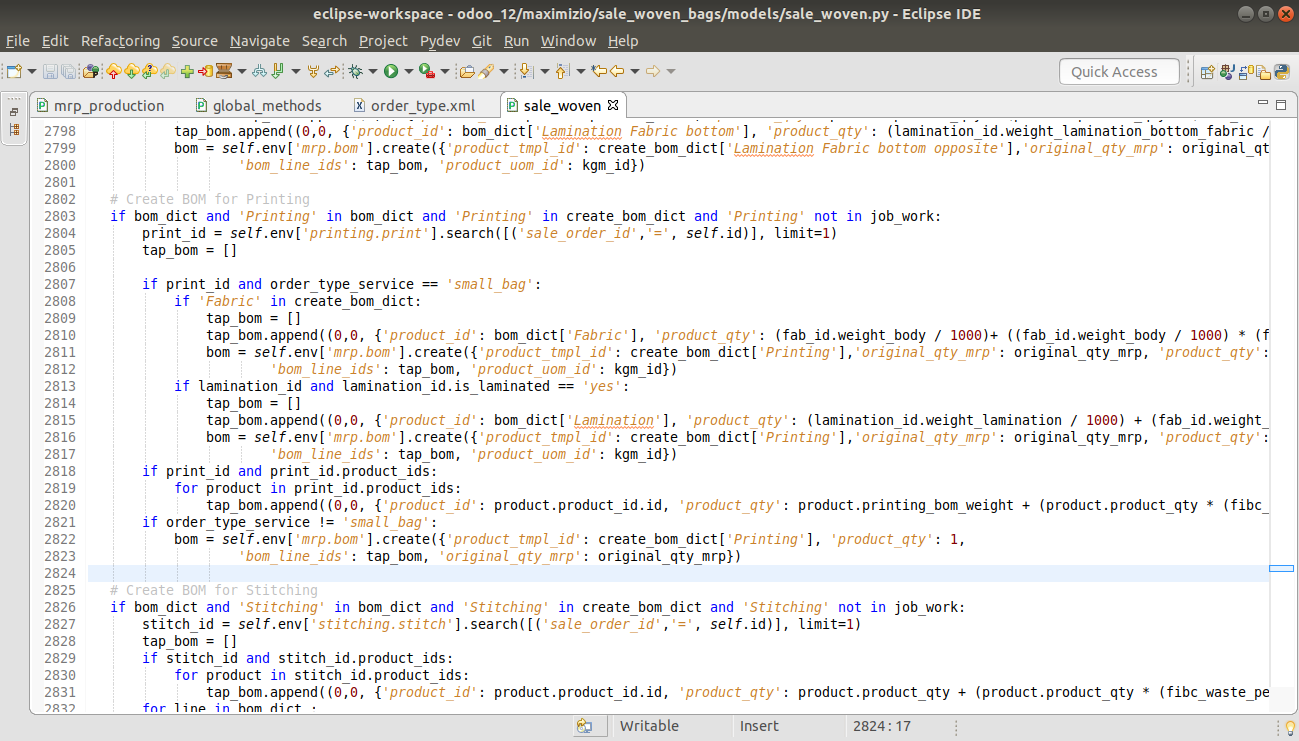 eclipse-workspace - odoo_12/maximizio/sale_woven_bags/models/sale_woven.py - Eclipse IDE
File Edit Refactoring Source Navigate Search Project Pydev Git Run Window Help
Quick Access
mrp_production global_methods order_type.xml sale_woven
2798 tap_bom.append((0,0, {'product_id': bom_dict['Lamination Fabric bottom'], 'product_qty': (lamination_id.weight_lamination_bottom_fabric /
2799 bom = self.env['mrp.bom'].create({'product_tmpl_id': create_bom_dict['Lamination Fabric bottom opposite'],'original_qty_mrp': original_qt
2800 'bom_line_ids': tap_bom, 'product_uom_id': kgm_id})
2801
2802 # Create BOM for Printing
2803 if bom_dict and 'Printing' in bom_dict and 'Printing' in create_bom_dict and 'Printing' not in job_work:
2804 print_id = self.env['printing.print'].search([('sale_order_id','=', self.id)], limit=1)
2805 tap_bom = []
2806
2807 if print_id and order_type_service == 'small_bag':
2808 if 'Fabric' in create_bom_dict:
2809 tap_bom = []
2810 tap_bom.append((0,0, {'product_id': bom_dict['Fabric'], 'product_qty': (fab_id.weight_body / 1000)+ ((fab_id.weight_body / 1000) * (f
2811 bom = self.env['mrp.bom'].create({'product_tmpl_id': create_bom_dict['Printing'],'original_qty_mrp': original_qty_mrp, 'product_qty':
2812 'bom_line_ids': tap_bom, 'product_uom_id': kgm_id})
2813 if lamination_id and lamination_id.is_laminated == 'yes':
2814 tap_bom = []
2815 tap_bom.append((0,0, {'product_id': bom_dict['Lamination'], 'product_qty': (lamination_id.weight_lamination / 1000) + (fab_id.weight_
2816 bom = self.env['mrp.bom'].create({'product_tmpl_id': create_bom_dict['Printing'],'original_qty_mrp': original_qty_mrp, 'product_qty':
2817 'bom_line_ids': tap_bom, 'product_uom_id': kgm_id})
2818 if print_id and print_id.product_ids:
2819 for product in print_id.product_ids:
2820 tap_bom.append((0,0, {'product_id': product.product_id.id, 'product_qty': product.printing_bom_weight + (product.product_qty * (fibc_
2821 if order_type_service != 'small_bag':
2822 bom = self.env['mrp.bom'].create({'product_tmpl_id': create_bom_dict['Printing'], 'product_qty': 1,
2823 'bom_line_ids': tap_bom, 'original_qty_mrp': original_qty_mrp})
2824
2825 # Create BOM for Stitching
2826 if bom_dict and 'Stitching' in bom_dict and 'Stitching' in create_bom_dict and 'Stitching' not in job_work:
2827 stitch_id = self.env['stitching.stitch'].search([('sale_order_id','=', self.id)], limit=1)
2828 tap_bom = []
2829 if stitch_id and stitch_id.product_ids:
2830 for product in stitch_id.product_ids:
2831 tap_bom.append((0,0, {'product_id': product.product_id.id, 'product_qty': product.product_qty + (product.product_qty * (fibc_waste_pe
2832 for line in bom_dict :
Writable Insert 2824 : 17